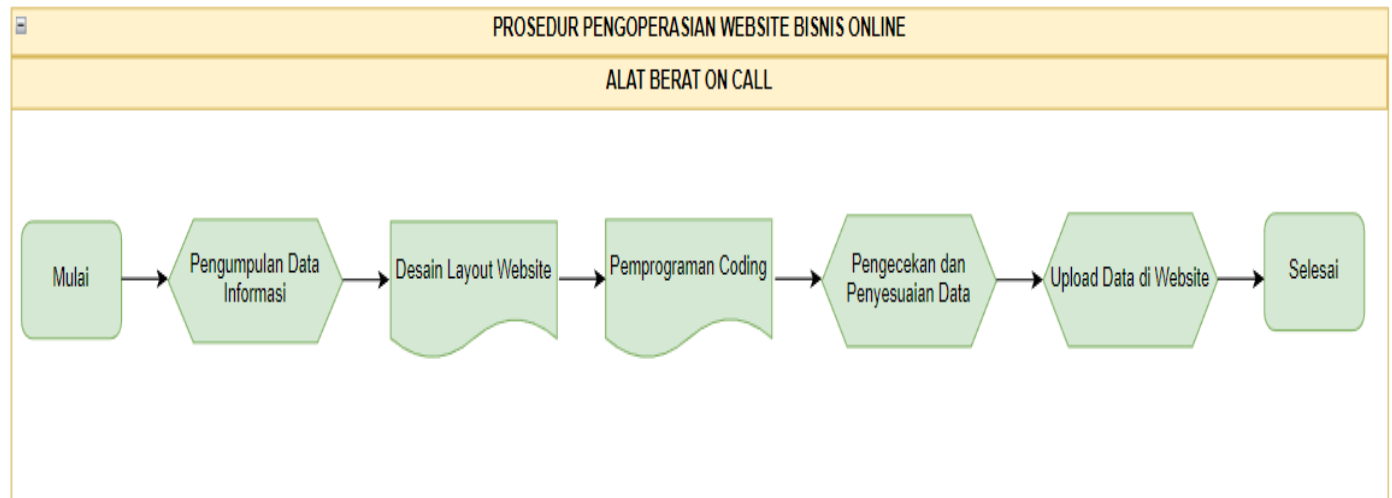 PROSEDUR PENGOPERASIAN WEBSITE BISNIS ONLINE
ALAT BERAT ON CALL
Mulai
Pengumpulan Data
Informasi
Desain Layout Website
Pemprograman Coding
Pengecekan dan
Penyesuaian Data
Upload Data di Website
Selesai